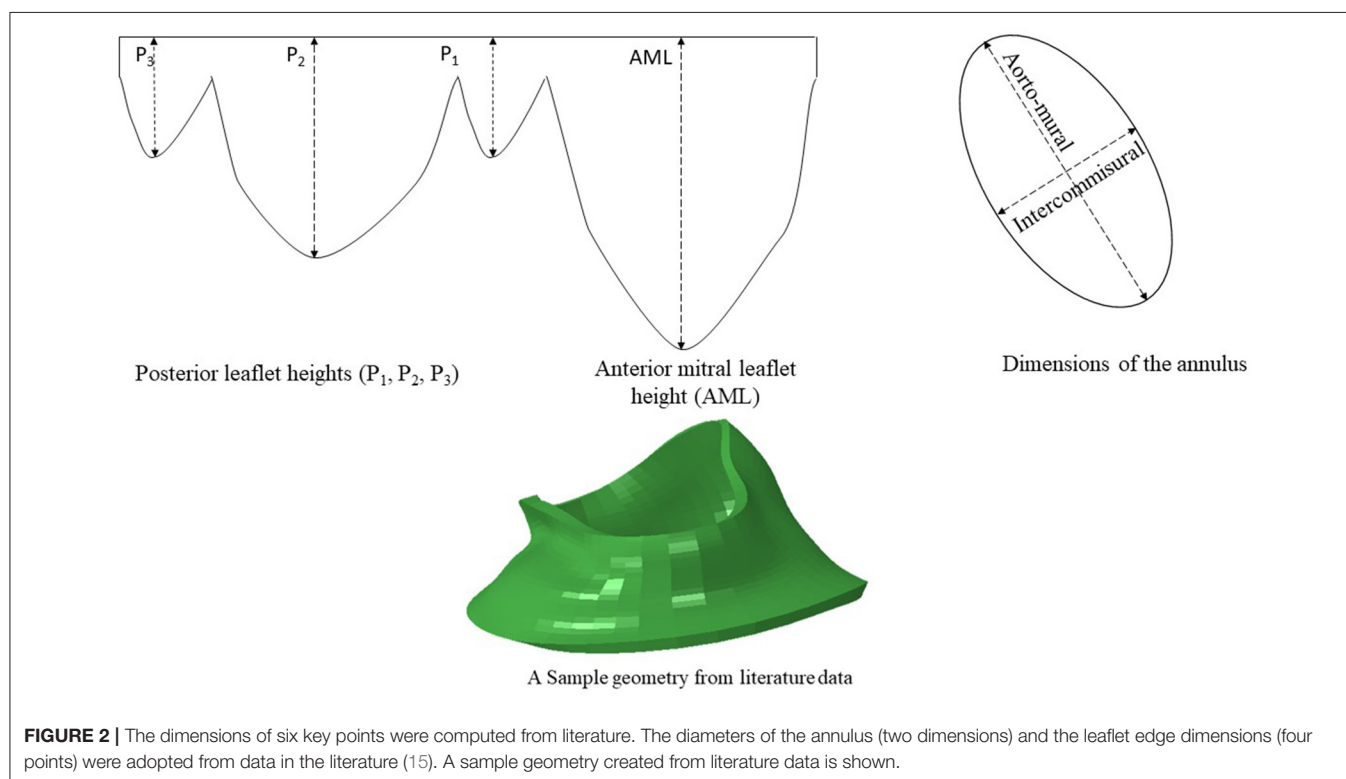 P3
P2
P1
AML
Aorto-mural
Intercommisural
Posterior leaflet heights (P1, P2, P3)
Anterior mitral leaflet
height (AML)
Dimensions of the annulus
A Sample geometry from literature data
FIGURE 2 | The dimensions of six key points were computed from literature. The diameters of the annulus (two dimensions) and the leaflet edge dimensions (four
points) were adopted from data in the literature (15). A sample geometry created from literature data is shown.